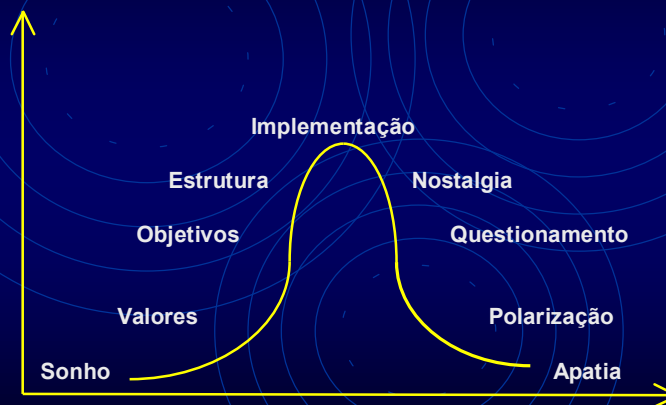 Implementação
Estrutura
Nostalgia
Objetivos
Questionamento
Valores
Polarização
Sonho
Apatia